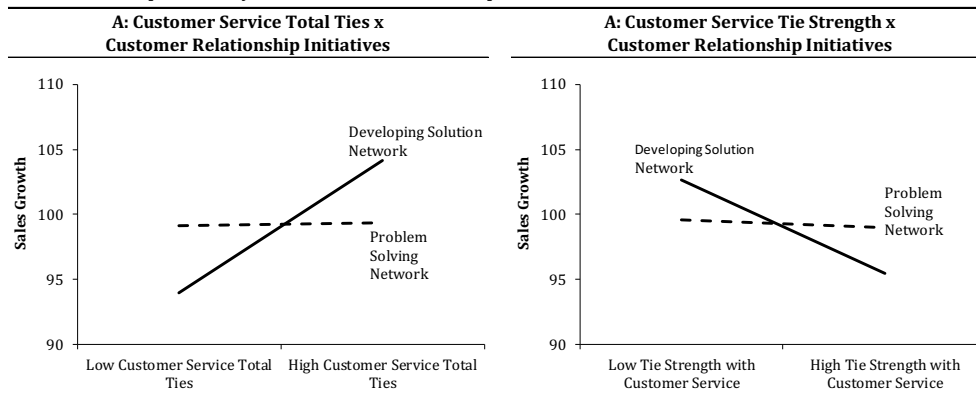 A: Customer Service Total Ties x
Customer Relationship Initiatives
110
105
100
95
90
Sales Growth
Developing Solution
Network
Problem
Solving
Network
Low Customer Service Total
Ties
High Customer Service Total
Ties
A: Customer Service Tie Strength x
Customer Relationship Initiatives
110
105
100
95
90
Sales Growth
Developing Solution
Network
Problem
Solving
Network
Low Tie Strength with
Customer Service
High Tie Strength with
Customer Service